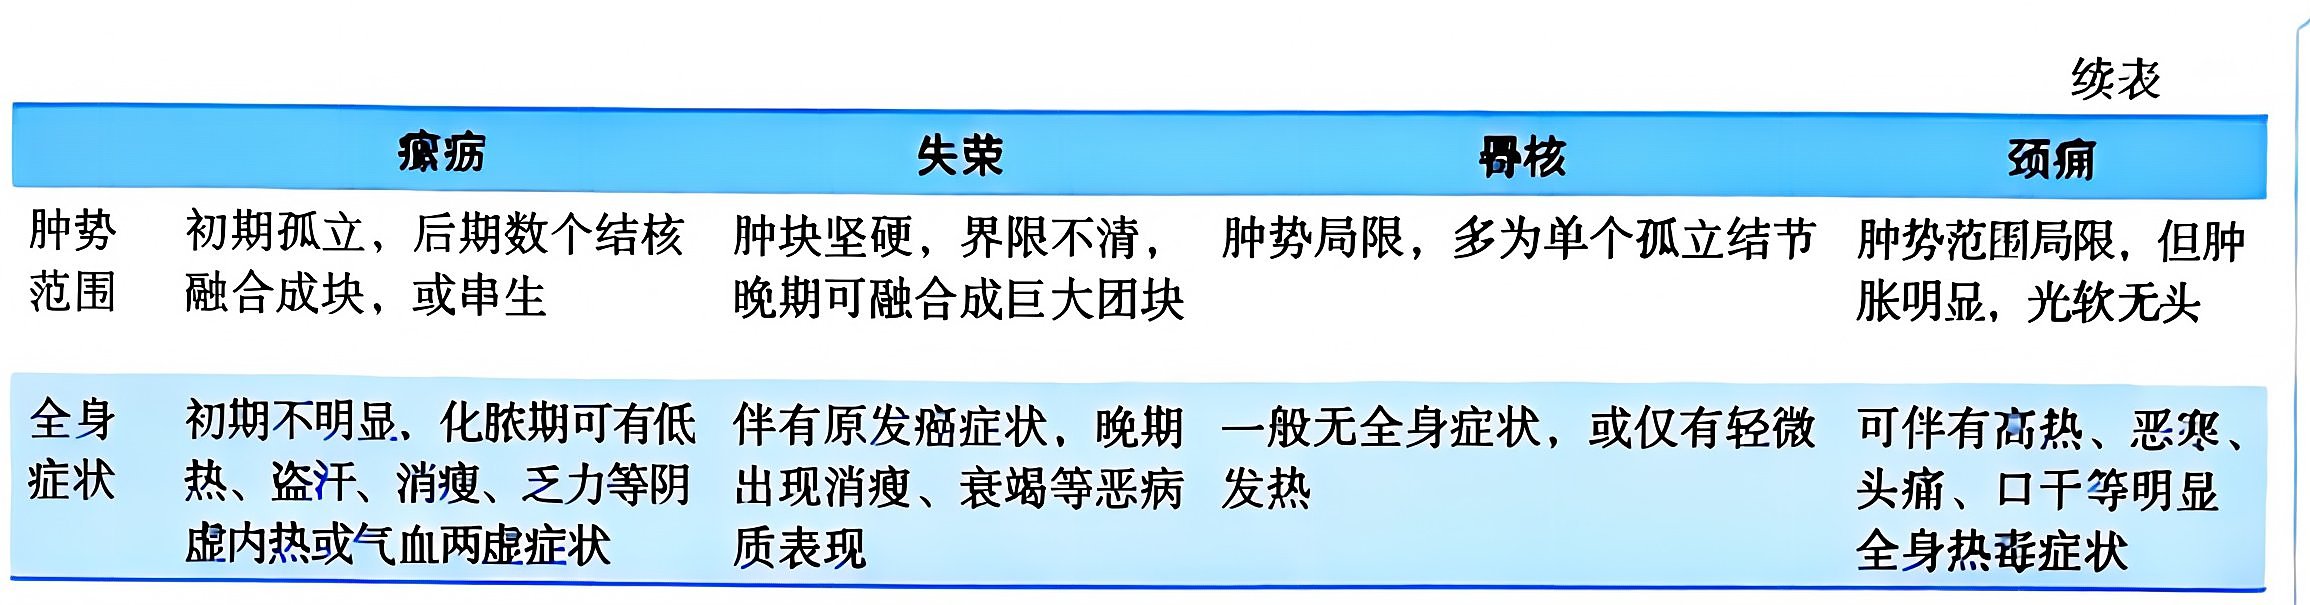 续表
瘰疬 失荣 𦙶核 颈痈
肿势 初期孤立，后期数个结核 肿块坚硬，界限不清， 肿势局限，多为单个孤立结节 肿势范围局限，但肿
范围 融合成块，或串生 晚期可融合成巨大团块 胀明显，光软无头
全身 初期不明显，化脓期可有低 伴有原发癌症状，晚期 一般无全身症状，或仅有轻微 可伴有高热、恶寒、
症状 热、盗汗、消瘦、乏力等阴 出现消瘦、衰竭等恶病 发热 头痛、口干等明显
虚内热或气血两虚症状 质表现 全身热毒症状